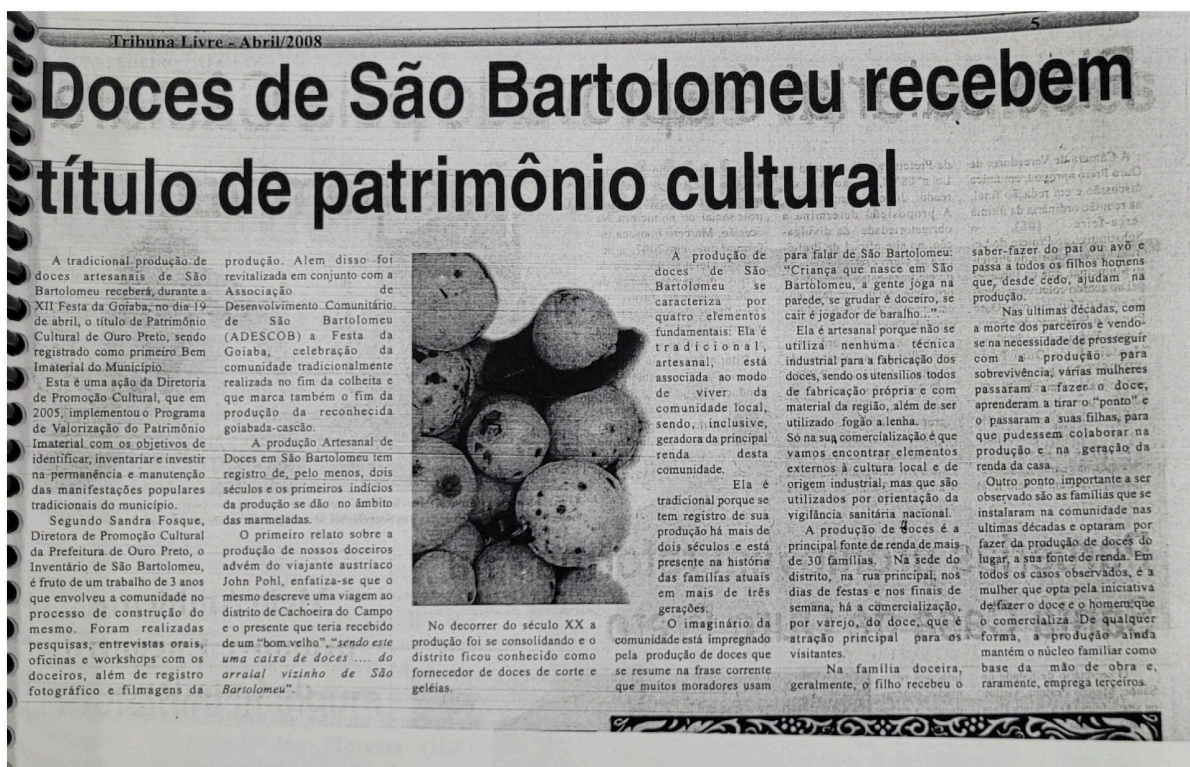 Tribuna Livre - Abril/2008
5
Doces de São Bartolomeu recebem
título de patrimônio cultural
A tradicional produção de
doces artesanais de São
Bartolomeu receberá, durante a
XII Festa da Goiaba, no dia 19
de abril, o título de Patrimônio
Cultural de Ouro Preto, sendo
registrado como primeiro Bem
Imaterial do Município.
Esta é uma ação da Diretoria
de Promoção Cultural, que em
2005, implementou o Programa
de Valorização do Patrimônio
Imaterial com os objetivos de
identificar, inventariar e investir
na permanência e manutenção
das manifestações populares
tradicionais do município.
Segundo Sandra Fosque,
Diretora de Promoção Cultural
da Prefeitura de Ouro Preto, o
Inventário de São Bartolomeu,
é fruto de um trabalho de 3 anos
que envolveu a comunidade no
processo de construção do
mesmo. Foram realizadas
pesquisas, entrevistas orais,
oficinas e workshops com os
doceiros, além de registro
fotográfico e filmagens da
produção. Alem disso foi
revitalizada em conjunto com a
Associação de
Desenvolvimento Comunitário
de São Bartolomeu
(ADESCOB) a Festa da
Goiaba, celebração da
comunidade tradicionalmente
realizada no fim da colheita e
que marca também o fim da
produção da reconhecida
goiabada-cascão.
A produção Artesanal de
Doces em São Bartolomeu tem
registro de, pelo menos, dois
séculos e os primeiros indícios
da produção se dão no âmbito
das marmeladas.
O primeiro relato sobre a
produção de nossos doceiros
advém do viajante austríaco
John Pohl, enfatiza-se que o
mesmo descreve uma viagem ao
distrito de Cachoeira do Campo
e o presente que teria recebido
de um "bom velho", "sendo este
uma caixa de doces .... do
arraial vizinho de São
Bartolomeu".
No decorrer do século XX a
produção foi se consolidando e o
distrito ficou conhecido como
fornecedor de doces de corte e
geléias.
A produção de
doces de São
Bartolomeu se
caracteriza por
quatro elementos
fundamentais: Ela é
tradicional,
artesanal, está
associada ao modo
de viver da
comunidade local,
sendo, inclusive,
geradora da principal
renda desta
comunidade.
Ela é
tradicional porque se
tem registro de sua
produção há mais de
dois séculos e está
presente na história
das famílias atuais
em mais de três
gerações.
O imaginário da
comunidade está impregnado
pela produção de doces que
se resume na frase corrente
que muitos moradores usam
para falar de São Bartolomeu:
"Criança que nasce em São
Bartolomeu, a gente joga na
parede, se grudar é doceiro, se
cair é jogador de baralho..."
Ela é artesanal porque não se
utiliza nenhuma técnica
industrial para a fabricação dos
doces, sendo os utensílios todos
de fabricação própria e com
material da região, além de ser
utilizado fogão a lenha.
Só na sua comercialização é que
vamos encontrar elementos
externos à cultura local e de
origem industrial, mas que são
utilizados por orientação da
vigilância sanitária nacional.
A produção de doces é a
principal fonte de renda de mais
de 30 famílias. Na sede do
distrito, na rua principal, nos
dias de festas e nos finais de
semana, há a comercialização,
por varejo, do doce, que é
atração principal para os
visitantes.
Na família doceira,
geralmente, o filho recebeu o
saber-fazer do pai ou avô e
passa a todos os filhos homens
que, desde cedo, ajudam na
produção.
Nas ultimas décadas, com
a morte dos parceiros e vendo-
se na necessidade de prosseguir
com a produção para
sobrevivência, várias mulheres
passaram a fazer o doce,
aprenderam a tirar o "ponto" e
o passaram a suas filhas, para
que pudessem colaborar na
produção e na geração da
renda da casa.
Outro ponto importante a ser
observado são as famílias que se
instalaram na comunidade nas
ultimas décadas e optaram por
fazer da produção de doces do
lugar, a sua fonte de renda. Em
todos os casos observados, é a
mulher que opta pela iniciativa
de fazer o doce e o homem que
o comercializa. De qualquer
forma, a produção ainda
mantém o núcleo familiar como
base da mão de obra e,
raramente, emprega terceiros.